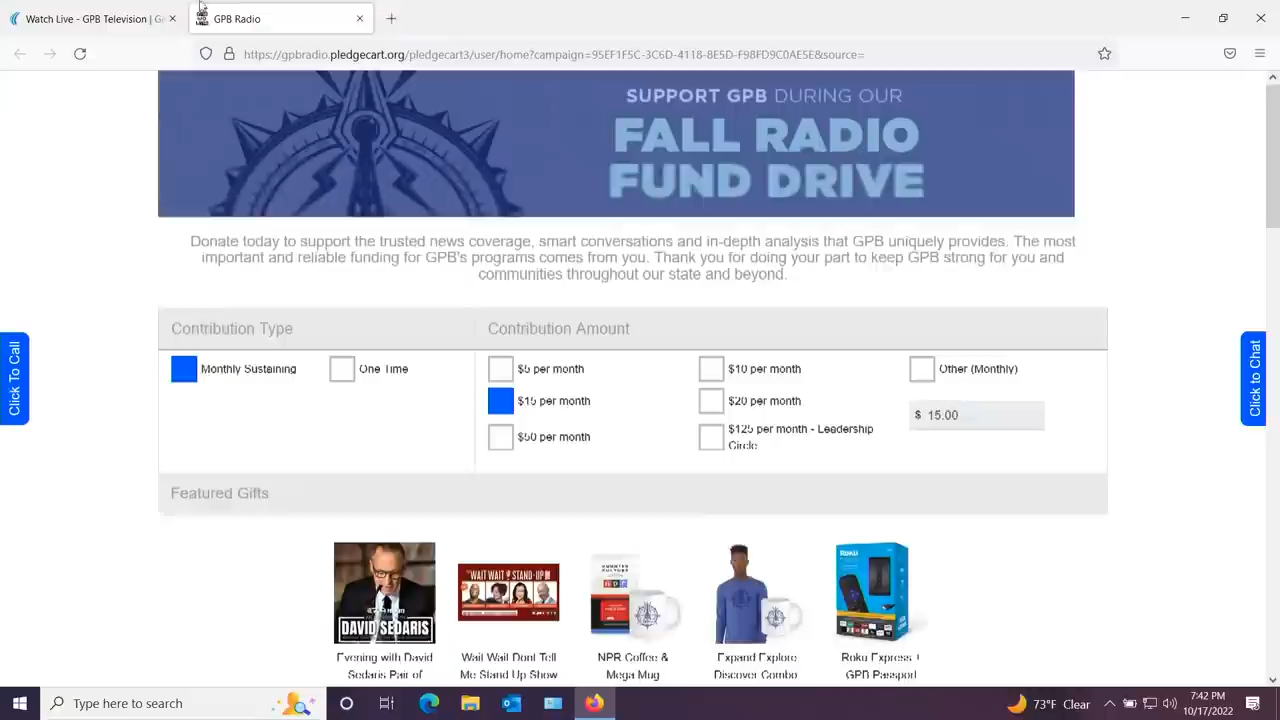 Watch Live - GPB Television | Ge
GPB Radio
https://gpbradio.pledgecart.org/pledgecart3/user/home?campaign=95EF1F5C-3C6D-4118-8E5D-F98FD9C0AE5E&source=
SUPPORT GPB DURING OUR
FALL RADIO
FUND DRIVE
Donate today to support the trusted news coverage, smart conversations and in-depth analysis that GPB uniquely provides. The most
important and reliable funding for GPB's programs comes from you. Thank you for doing your part to keep GPB strong for you and
communities throughout our state and beyond.
Contribution Type
Contribution Amount
Monthly Sustaining
One Time
$5 per month
$10 per month
Other (Monthly)
$15 per month
$20 per month
$ 15.00
$50 per month
$125 per month - Leadership
Circle
Click To Call
Click to Chat
Featured Gifts
DAVID SEDARIS
WAIT WAIT STAND-UP
Roku
Evening with David
Sedaris Pair of
Wait Wait Dont Tell
Me Stand Up Show
NPR Coffee &
Mega Mug
Expand Explore
Discover Combo
Roku Express +
GPB Passport
Type here to search
73°F Clear
7:42 PM
10/17/2022